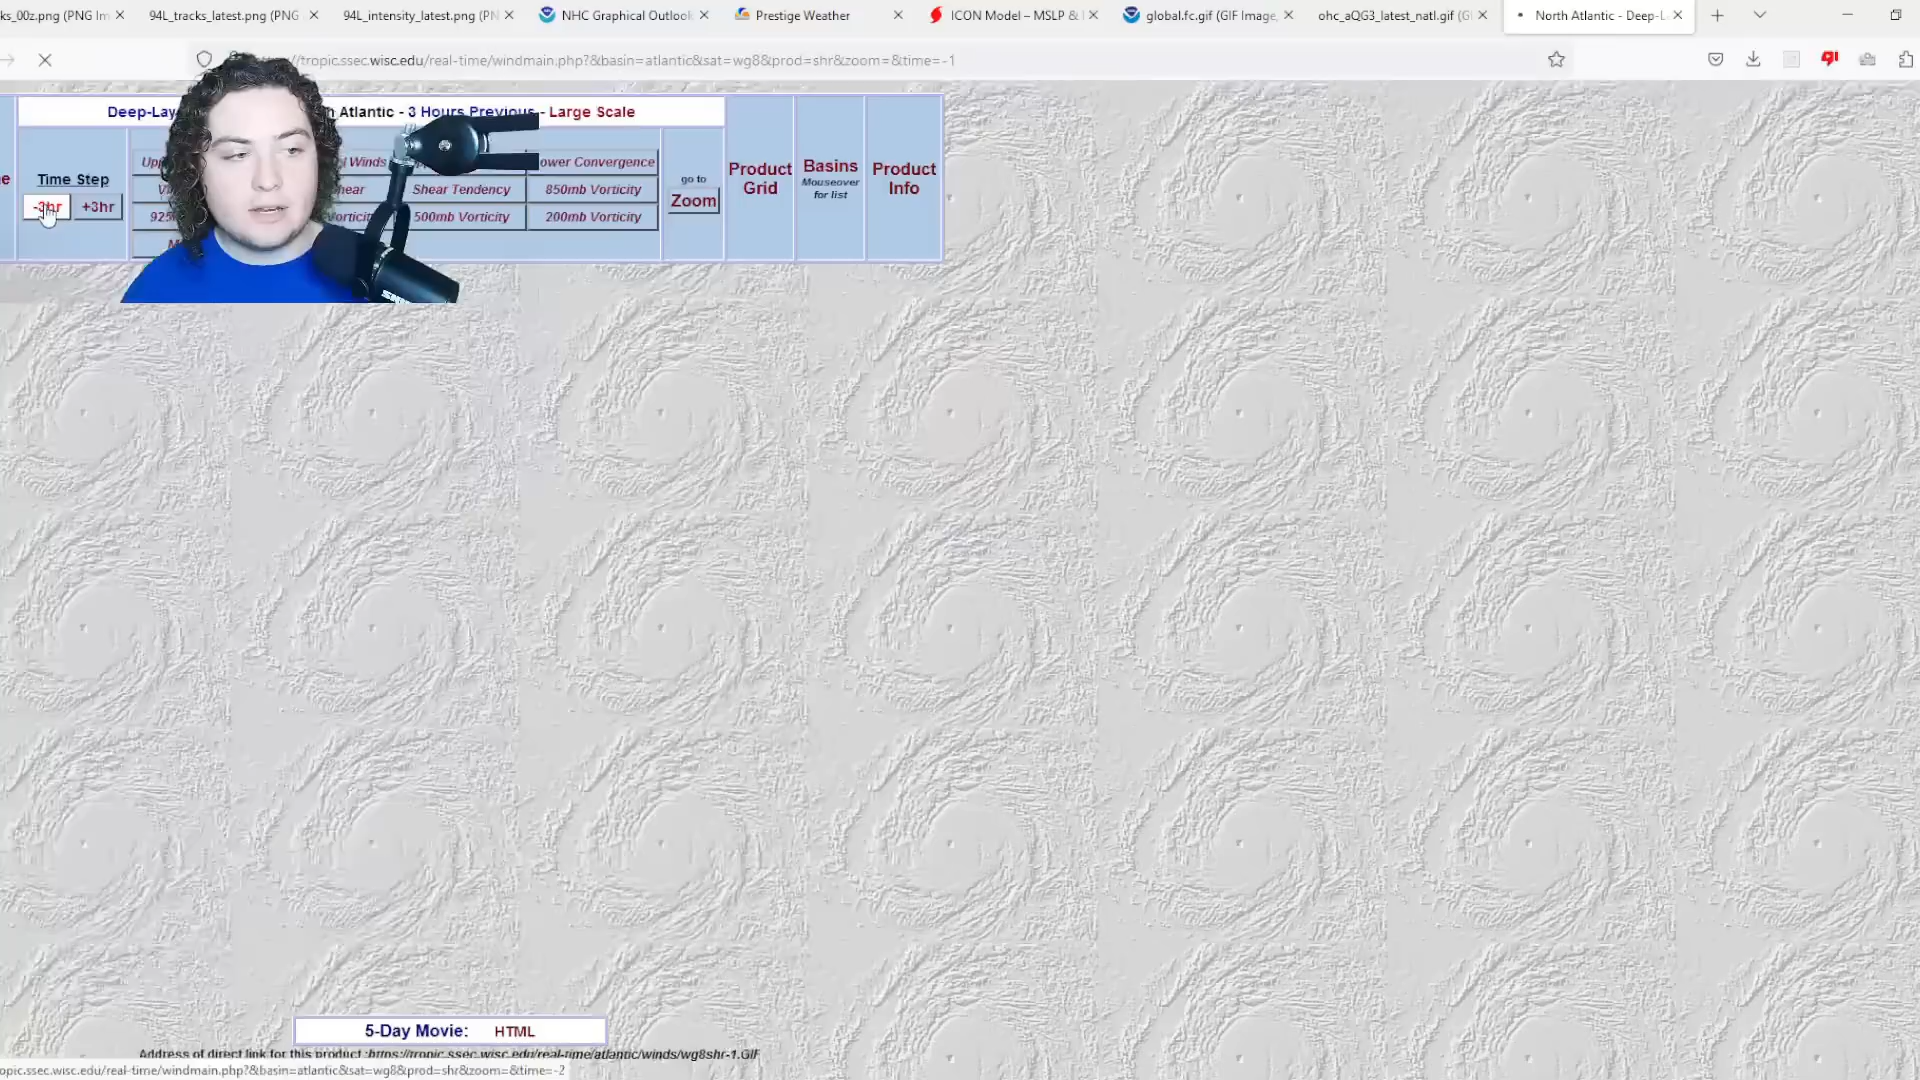 ks_00z.png (PNG Im
94L_tracks_latest.png (PNG
94L_intensity_latest.png (PN
NHC Graphical Outlook
Prestige Weather
ICON Model – MSLP &
global.fc.gif (GIF Image,
ohc_aQG3_latest_natl.gif (GI
North Atlantic - Deep-L
://tropic.ssec.wisc.edu/real-time/windmain.php?&basin=atlantic&sat=wg8&prod=shr&zoom=&time=-1
Deep-Lay
Atlantic - 3 Hours Previous - Large Scale
Time Step
-3hr
+3hr
Upp
Winds
ower Convergence
hear
Shear Tendency
850mb Vorticity
925
Vortici
500mb Vorticity
200mb Vorticity
go to
Zoom
Product
Grid
Basins
Mouseover
for list
Product
Info
5-Day Movie: HTML
Address of direct link for this product :https://tropic.ssec.wisc.edu/real-time/atlantic/winds/wg8shr-1.GIF
opic.ssec.wisc.edu/real-time/windmain.php?&basin=atlantic&sat=wg8&prod=shr&zoom=&time=-2